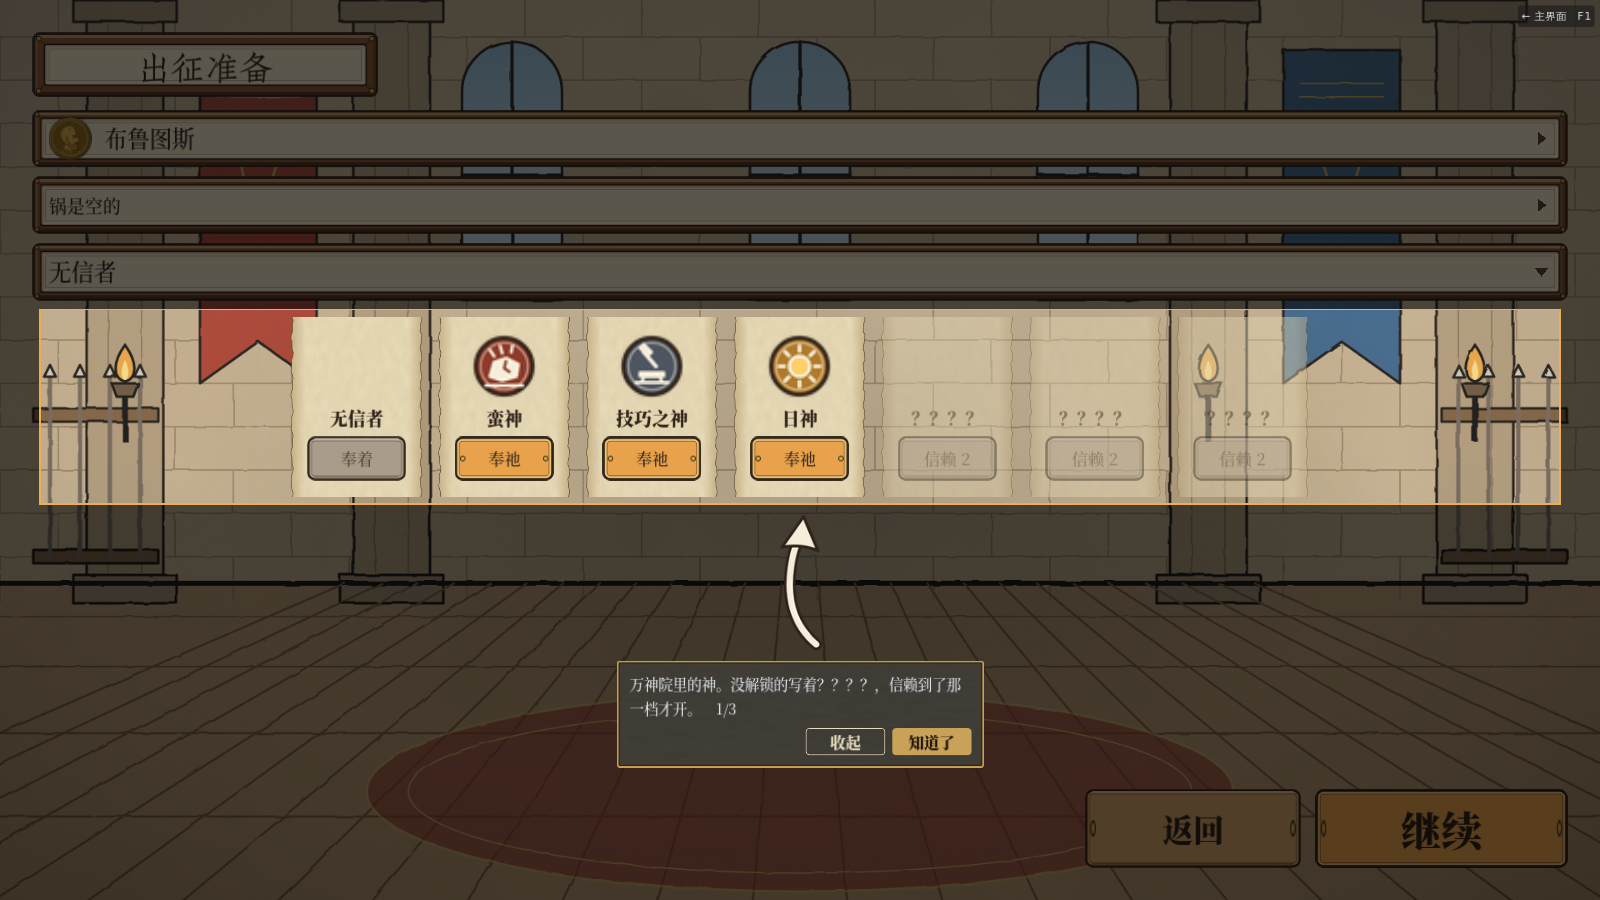 ← 主界面 F1
出征准备
布鲁图斯
锅是空的
无信者
无信者
奉着
蛮神
奉祂
技巧之神
奉祂
日神
奉祂
????
信赖 2
????
信赖 2
????
信赖 2
万神院里的神。没解锁的写着????，信赖到了那
一档才开。 1/3
收起
知道了
返回
继续